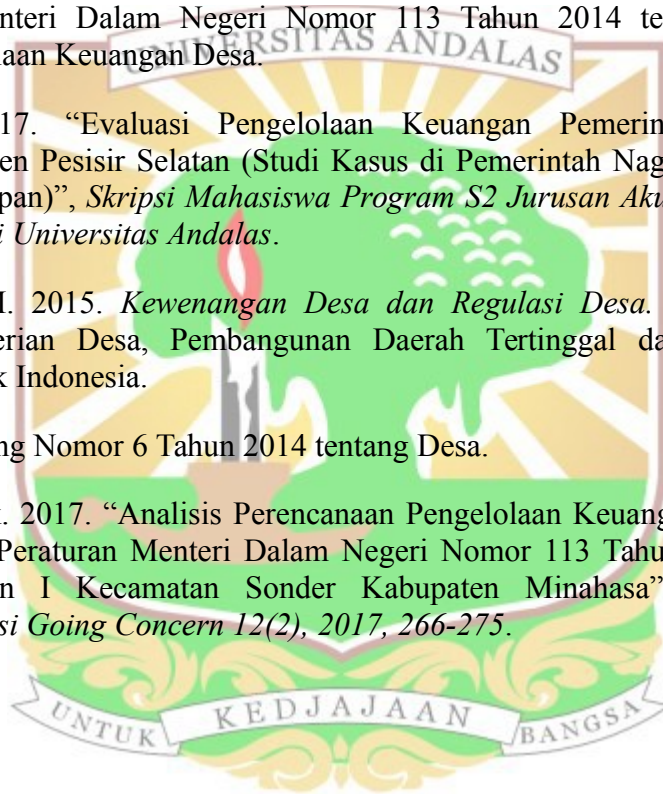 nteri Dalam Negeri Nomor 113 Tahun 2014 te
laan Keuangan Desa.
UNIVERSITAS ANDALAS
17. “Evaluasi Pengelolaan Keuangan Pemerin
en Pesisir Selatan (Studi Kasus di Pemerintah Nag
pan)”, Skripsi Mahasiswa Program S2 Jurusan Aku
i Universitas Andalas.
I. 2015. Kewenangan Desa dan Regulasi Desa.
erian Desa, Pembangunan Daerah Tertinggal da
k Indonesia.
ng Nomor 6 Tahun 2014 tentang Desa.
k. 2017. “Analisis Perencanaan Pengelolaan Keuang
Peraturan Menteri Dalam Negeri Nomor 113 Tahu
n I Kecamatan Sonder Kabupaten Minahasa”
si Going Concern 12(2), 2017, 266-275.
UNTUK KEDJAJAAN BANGSA